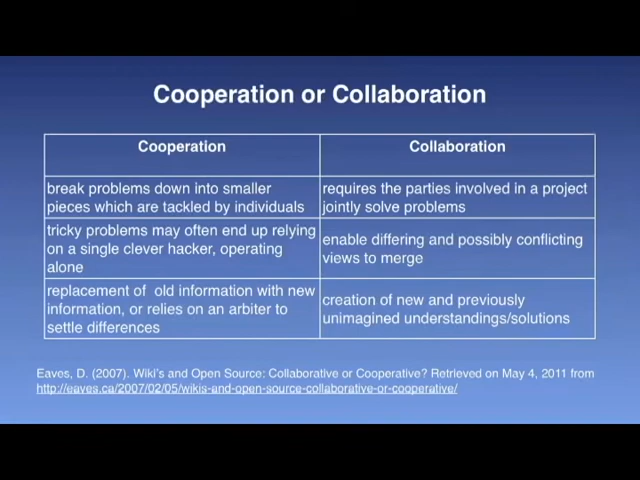 Cooperation or Collaboration
Cooperation
Collaboration
break problems down into smaller
pieces which are tackled by individuals
requires the parties involved in a project
jointly solve problems
tricky problems may often end up relying
on a single clever hacker, operating
alone
enable differing and possibly conflicting
views to merge
replacement of  old information with new
information, or relies on an arbiter to
settle differences
creation of new and previously
unimagined understandings/solutions
Eaves, D. (2007). Wiki's and Open Source: Collaborative or Cooperative? Retrieved on May 4, 2011 from
http://eaves.ca/2007/02/05/wikis-and-open-source-collaborative-or-cooperative/